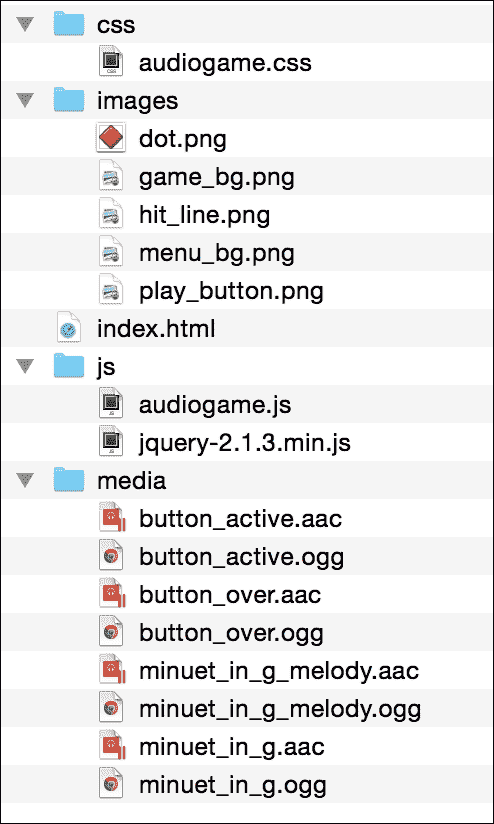 css
audiogame.css
images
dot.png
game_bg.png
hit_line.png
menu_bg.png
play_button.png
index.html
js
audiogame.js
jquery-2.1.3.min.js
media
button_active.aac
button_active.ogg
button_over.aac
button_over.ogg
minuet_in_g_melody.aac
minuet_in_g_melody.ogg
minuet_in_g.aac
minuet_in_g.ogg